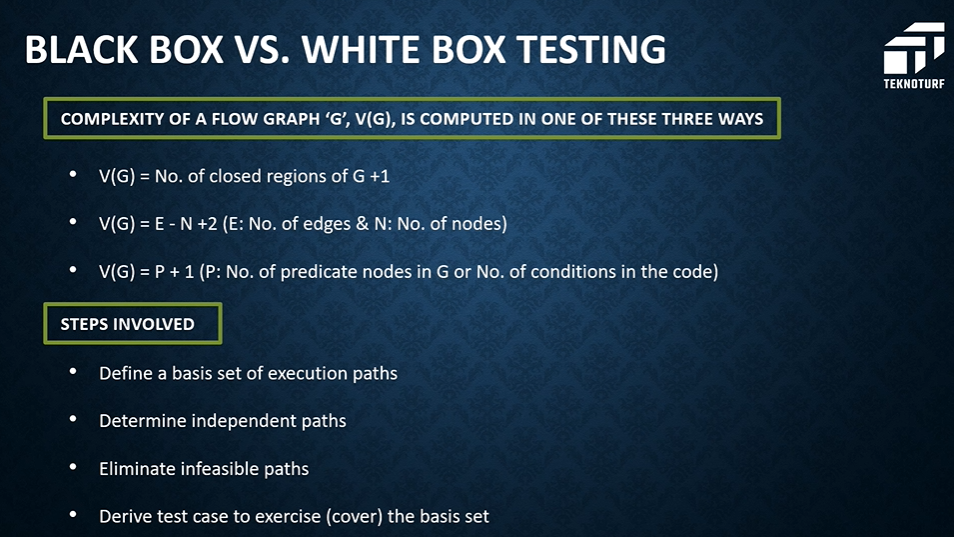 BLACK BOX VS. WHITE BOX TESTING
TEKNOTURF
COMPLEXITY OF A FLOW GRAPH ‘G’, V(G), IS COMPUTED IN ONE OF THESE THREE WAYS
• V(G) = No. of closed regions of G +1
• V(G) = E - N +2 (E: No. of edges & N: No. of nodes)
• V(G) = P + 1 (P: No. of predicate nodes in G or No. of conditions in the code)
STEPS INVOLVED
• Define a basis set of execution paths
• Determine independent paths
• Eliminate infeasible paths
• Derive test case to exercise (cover) the basis set